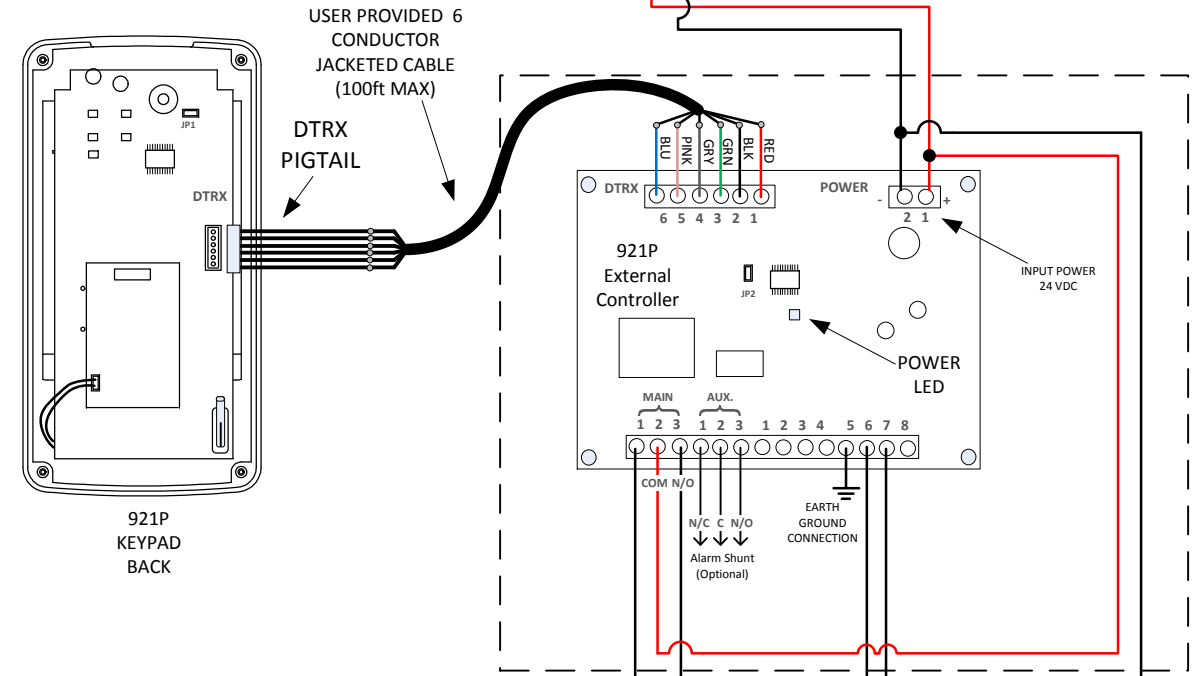 USER PROVIDED 6
CONDUCTOR
JACKETED CABLE
(100ft MAX)
DTRX
PIGTAIL
JP1
DTRX
921P
KEYPAD
BACK
BLU
PINK
GRY
GRN
BLK
RED
DTRX
6 5 4 3 2 1
POWER
- +
2 1
921P
External
Controller
JP2
INPUT POWER
24 VDC
POWER
LED
MAIN
AUX.
1 2 3 1 2 3 1 2 3 4 5 6 7 8
COM N/O
N/C C N/O
Alarm Shunt
(Optional)
EARTH
GROUND
CONNECTION